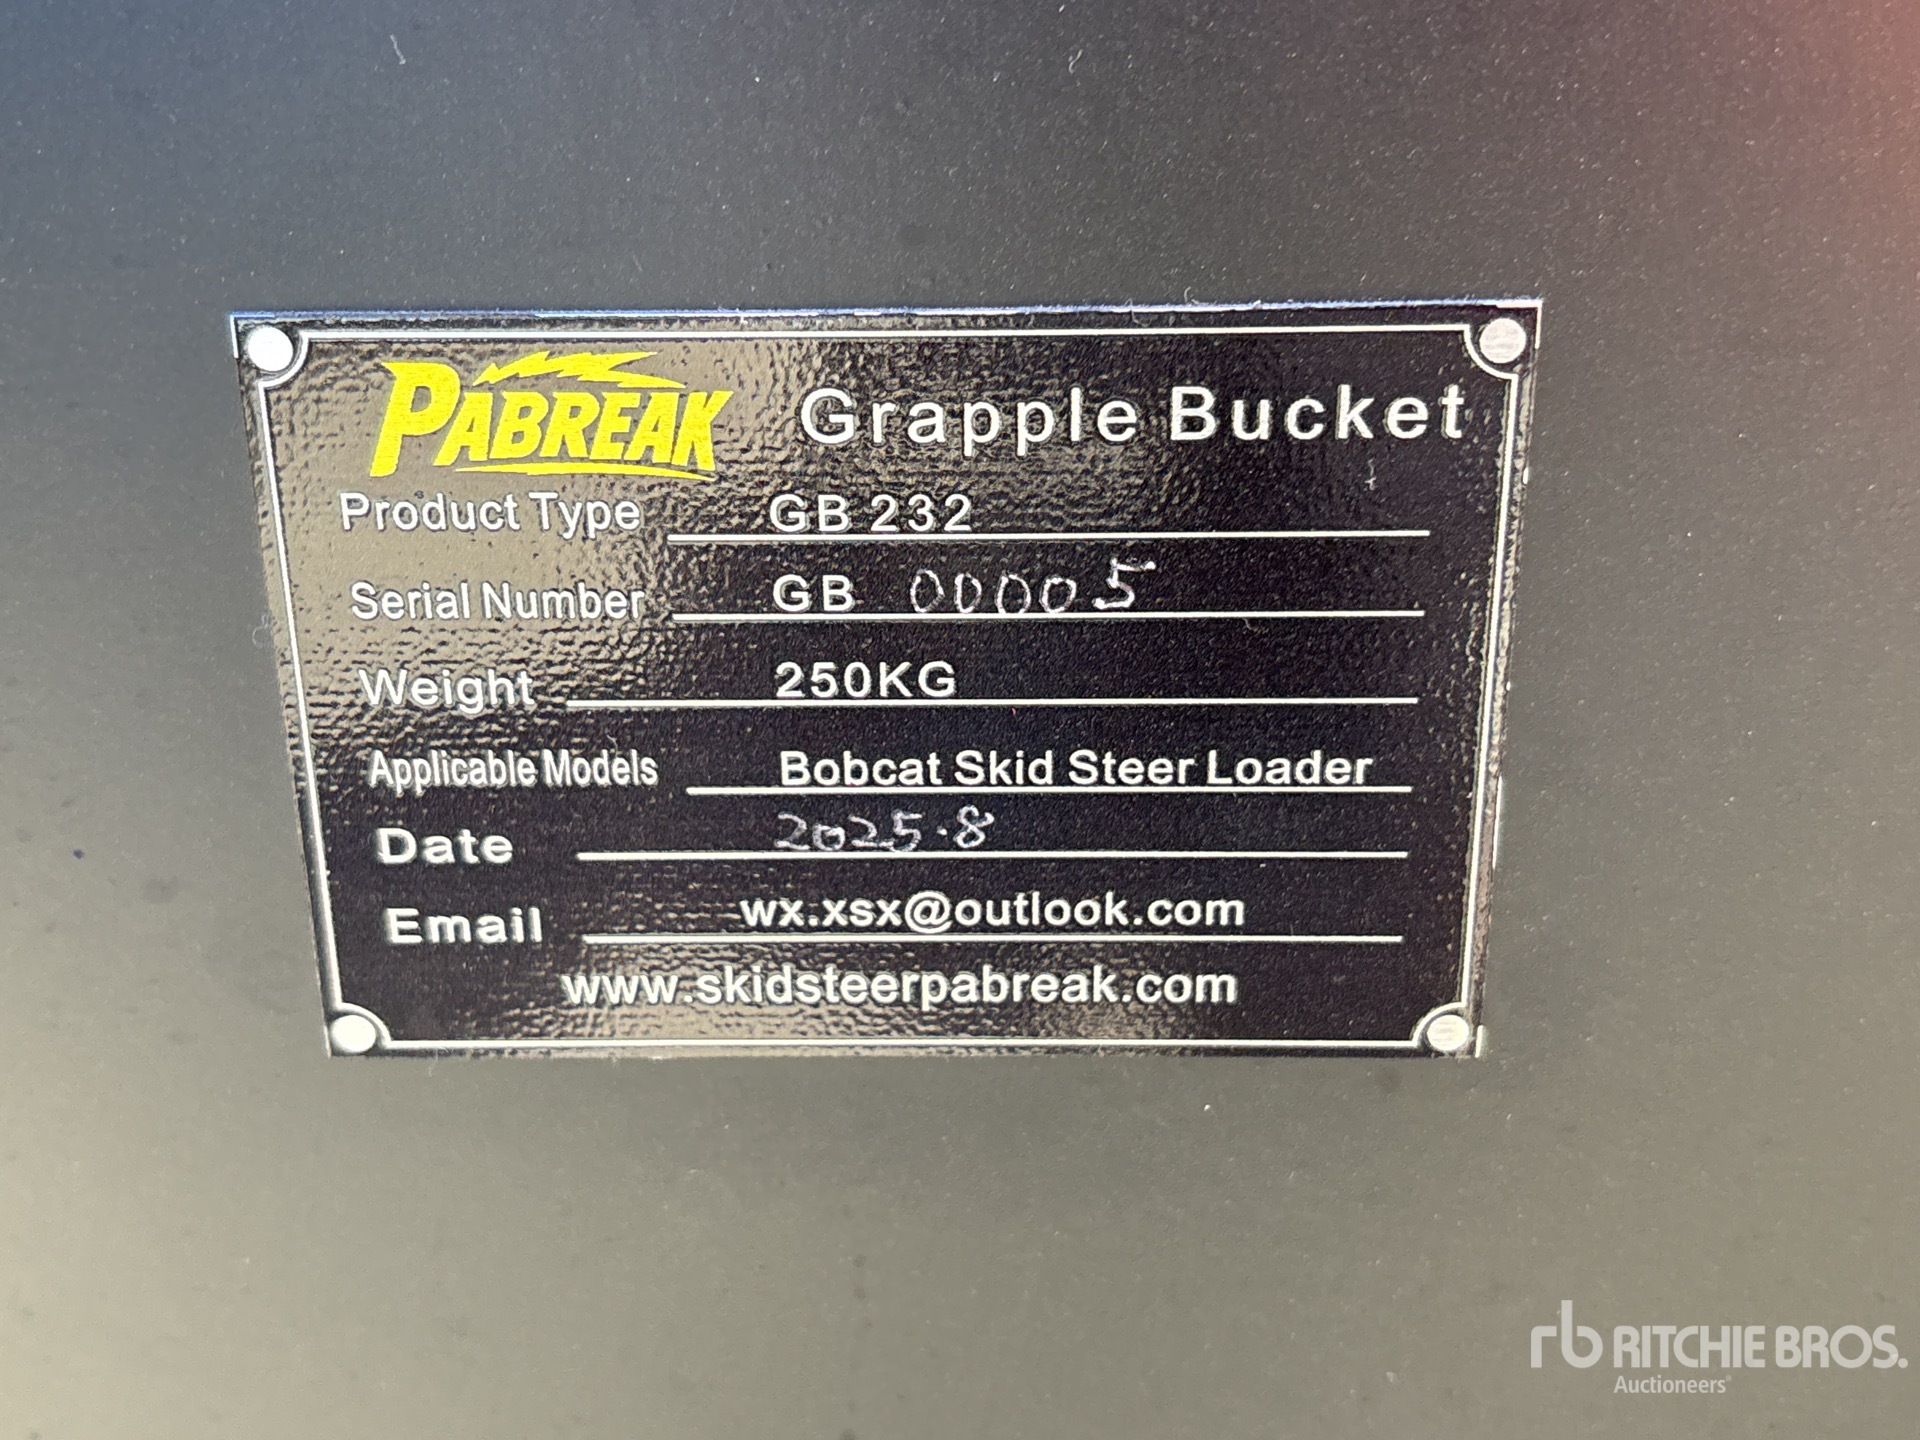 PABREAK Grapple Bucket
Product Type GB 232
Serial Number GB 00005
Weight 250KG
Applicable Models Bobcat Skid Steer Loader
Date 2025.8
Email wx.xsx@outlook.com
www.skidsteerpabreak.com
rb RITCHIE BROS.
Auctioneers